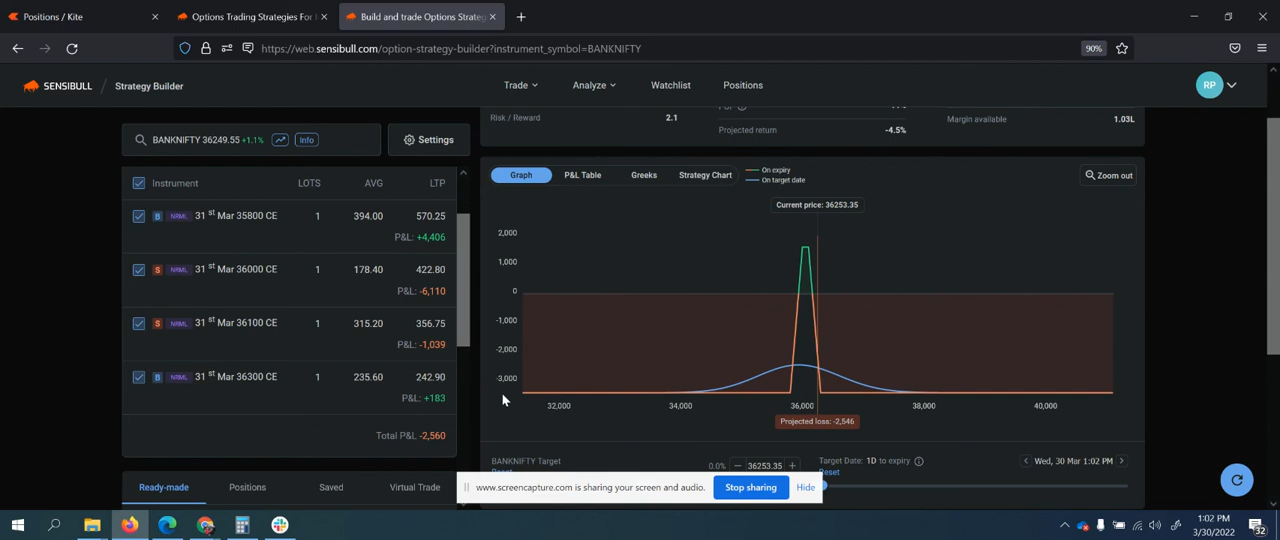 Positions / Kite
Options Trading Strategies For I
Build and trade Options Strateg
https://web.sensibull.com/option-strategy-builder?instrument_symbol=BANKNIFTY
90%
SENSIBULL
Strategy Builder
Trade
Analyze
Watchlist
Positions
RP
BANKNIFTY 36249.55 +1.1%
Info
Settings
Risk / Reward 2.1
Projected return -4.5%
Margin available 1.03L
Instrument LOTS AVG LTP
B NRML 31 st Mar 35800 CE 1 394.00 570.25
P&L: +4,406
S NRML 31 st Mar 36000 CE 1 178.40 422.80
P&L: -6,110
S NRML 31 st Mar 36100 CE 1 315.20 356.75
P&L: -1,039
B NRML 31 st Mar 36300 CE 1 235.60 242.90
P&L: +183
Total P&L -2,560
Ready-made Positions Saved Virtual Trade
Graph P&L Table Greeks Strategy Chart
On expiry
On target date
Zoom out
Current price: 36253.35
2,000
1,000
0
-1,000
-2,000
-3,000
32,000 34,000 36,000 38,000 40,000
Projected loss: -2,546
BANKNIFTY Target 0.0% − 36253.35 +
Target Date: 1D to expiry
Reset
Wed, 30 Mar 1:02 PM
www.screencapture.com is sharing your screen and audio. Stop sharing Hide
1:02 PM
3/30/2022
32